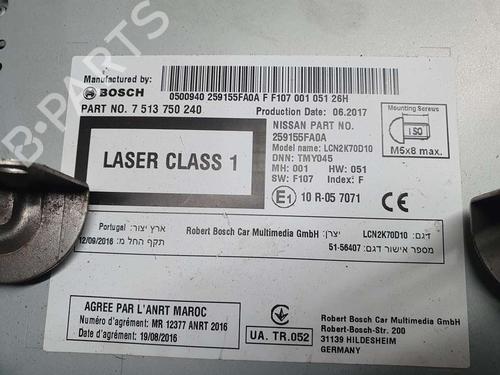 Manufactured by:
BOSCH
0500940 259155FA0A F F107 001 051 26H
PART NO. 7 513 750 240
Production Date: 06.2017
Mounting Screws
ISO
M5x8 max.
LASER CLASS 1
NISSAN PART NO.
259155FA0A
Model name: LCN2K70D10
DNN: TMY045
MH: 001 HW: 051
SW: F107 Index: F
E1 10 R-05 7071
דגם: LCN2K70D10 יצרן: Robert Bosch Car Multimedia GmbH ארץ יצור: Portugal
מספר אישור דגם: 51-56407 תקף החל מ: 12/09/2016
AGREE PAR L'ANRT MAROC
Numéro d'agrément: MR 12377 ANRT 2016
Date d'agrément: 19/08/2016
UA. TR.052
Robert Bosch Car Multimedia GmbH
Robert-Bosch-Str. 200
31139 HILDESHEIM
GERMANY
B-PARTS